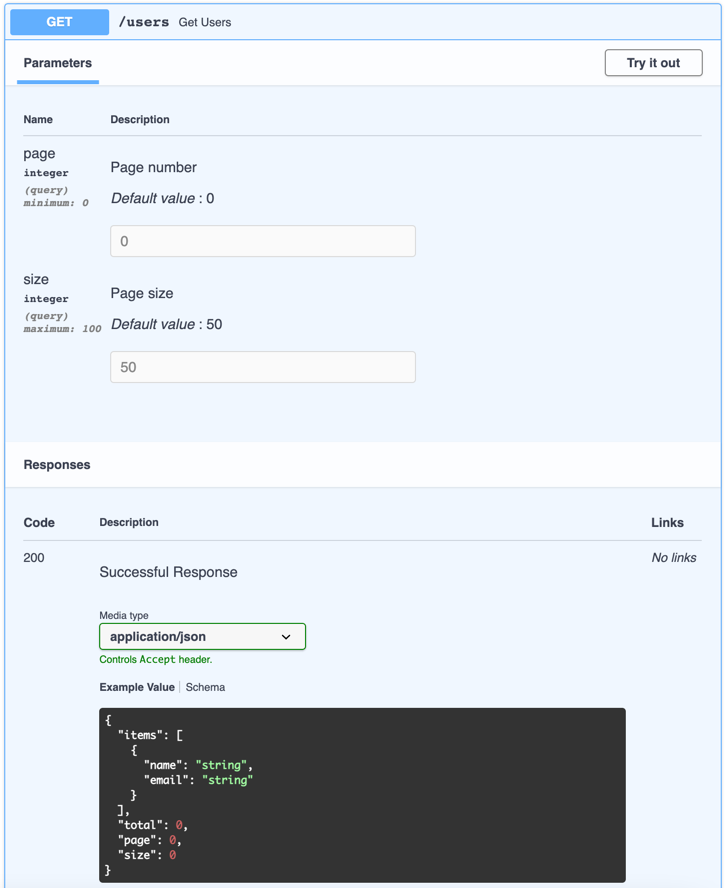 GET /users Get Users
Parameters
Try it out
Name Description
page
integer
(query)
minimum: 0
Page number
Default value : 0
0
size
integer
(query)
maximum: 100
Page size
Default value : 50
50
Responses
Code Description Links
200
Successful Response
No links
Media type
application/json
Controls Accept header.
Example Value Schema
{
  "items": [
    {
      "name": "string",
      "email": "string"
    }
  ],
  "total": 0,
  "page": 0,
  "size": 0
}